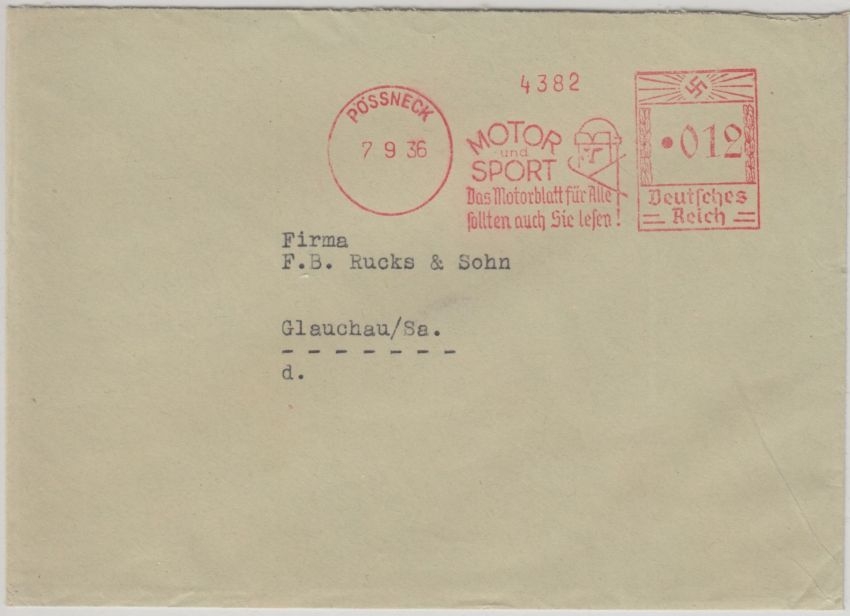 4382
PÖSSNECK
7 9 36
MOTOR
und
SPORT
Das Motorblatt für Alle
sollten auch Sie lesen!
012
Deutsches
Reich
Firma
F.B. Rucks & Sohn
Glauchau/Sa.
- - - - - - -
d.